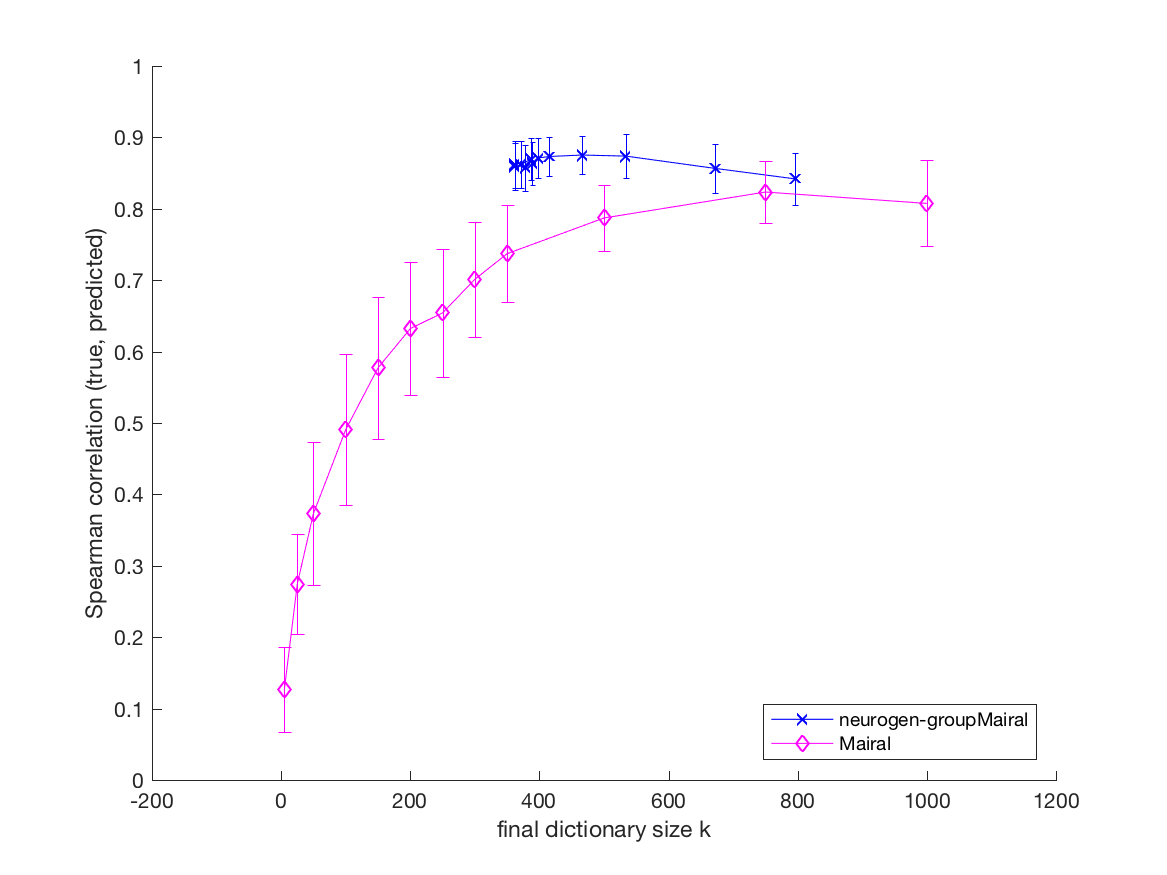 1
0.9
0.8
0.7
0.6
0.5
0.4
0.3
0.2
0.1
0
Spearman correlation (true, predicted)
-200 0 200 400 600 800 1000 1200
final dictionary size k
neurogen-groupMairal
Mairal